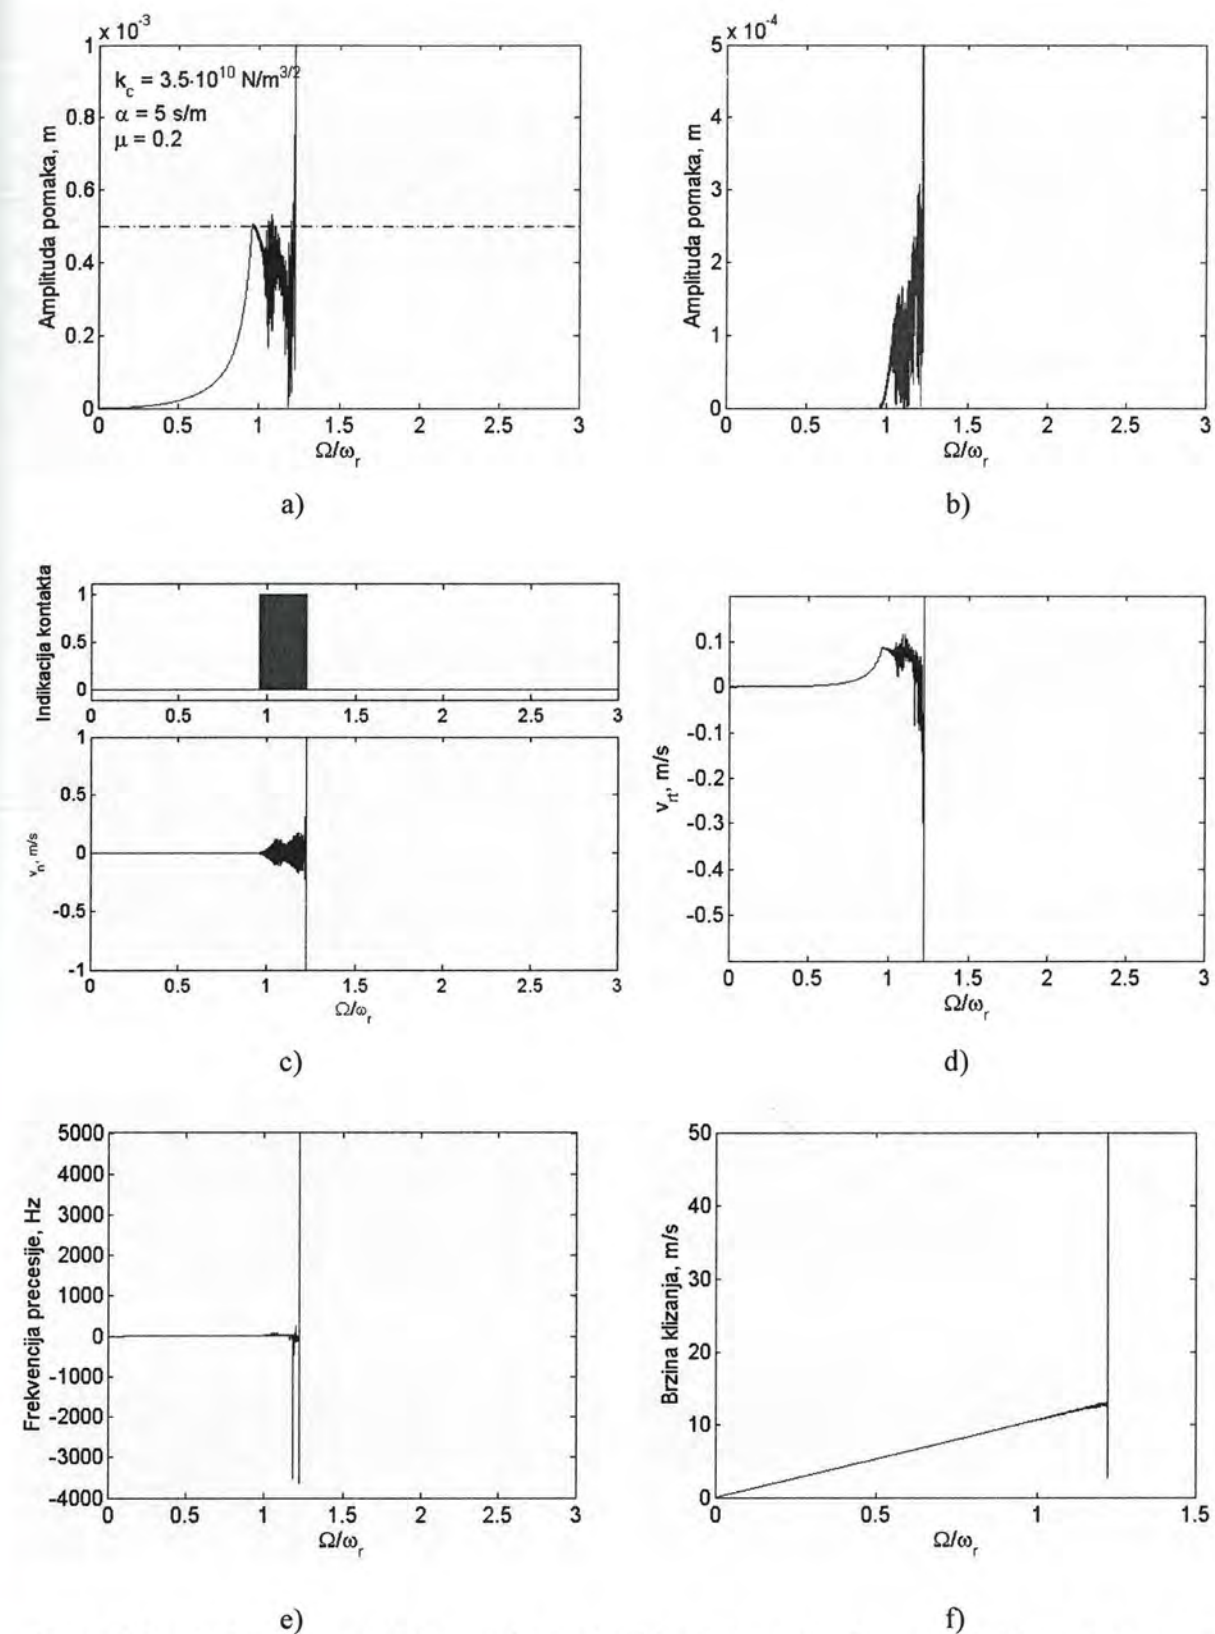 × 10⁻³
1
0.8
0.6
0.4
0.2
0
k_c = 3.5·10¹⁰ N/m^{3/2}
α = 5 s/m
μ = 0.2
Amplituda pomaka, m
0 0.5 1 1.5 2 2.5 3
Ω/ω_r
a)
× 10⁻⁴
5
4
3
2
1
0
Amplituda pomaka, m
0 0.5 1 1.5 2 2.5 3
Ω/ω_r
b)
Indikacija kontakta
1
0.5
0
0 0.5 1 1.5 2 2.5 3
v_n, m/s
1
0.5
0
-0.5
-1
0 0.5 1 1.5 2 2.5 3
Ω/ω_r
c)
v_rt, m/s
0.1
0
-0.1
-0.2
-0.3
-0.4
-0.5
0 0.5 1 1.5 2 2.5 3
Ω/ω_r
d)
Frekvencija precesije, Hz
5000
4000
3000
2000
1000
0
-1000
-2000
-3000
-4000
0 0.5 1 1.5 2 2.5 3
Ω/ω_r
e)
Brzina klizanja, m/s
50
40
30
20
10
0
0 0.5 1 1.5
Ω/ω_r
f)